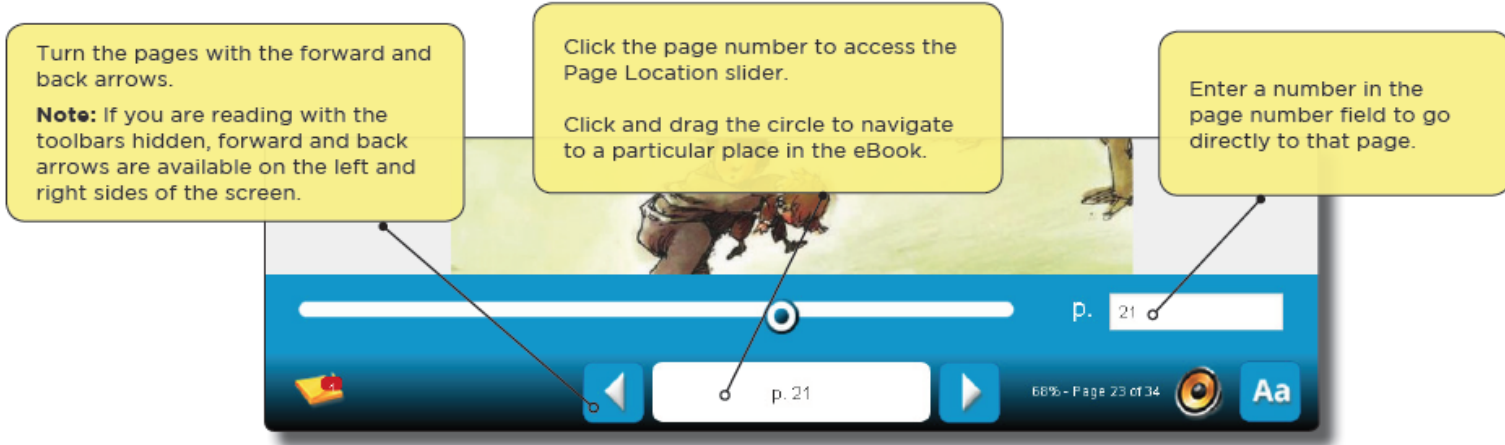 Turn the pages with the forward and
back arrows.
Note: If you are reading with the
toolbars hidden, forward and back
arrows are available on the left and
right sides of the screen.
Click the page number to access the
Page Location slider.
Click and drag the circle to navigate
to a particular place in the eBook.
Enter a number in the
page number field to go
directly to that page.
p. 21
p. 21
68% - Page 23 of 34
Aa